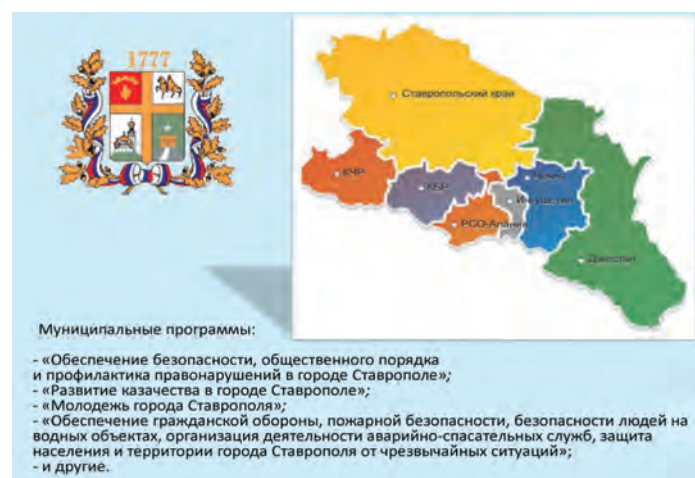 1777
Ставропольский край
КЧР
КБР
Чечня
Ингушетия
РСО-Алания
Дагестан
Муниципальные программы:
- «Обеспечение безопасности, общественного порядка
и профилактика правонарушений в городе Ставрополе»;
- «Развитие казачества в городе Ставрополе»;
- «Молодежь города Ставрополя»;
- «Обеспечение гражданской обороны, пожарной безопасности, безопасности людей на
водных объектах, организация деятельности аварийно-спасательных служб, защита
населения и территории города Ставрополя от чрезвычайных ситуаций»;
- и другие.